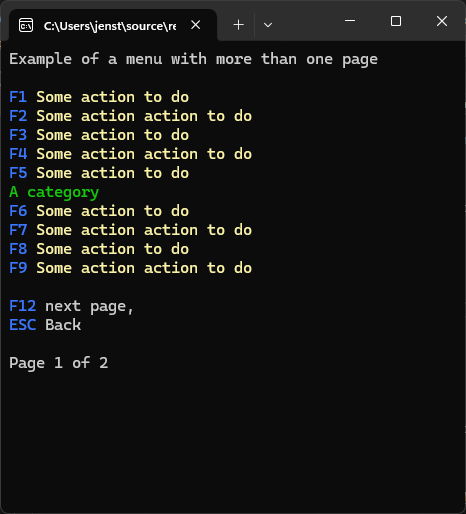 C:\Users\jenst\source\re
Example of a menu with more than one page
F1 Some action to do
F2 Some action action to do
F3 Some action to do
F4 Some action action to do
F5 Some action to do
A category
F6 Some action to do
F7 Some action action to do
F8 Some action to do
F9 Some action action to do
F12 next page,
ESC Back
Page 1 of 2